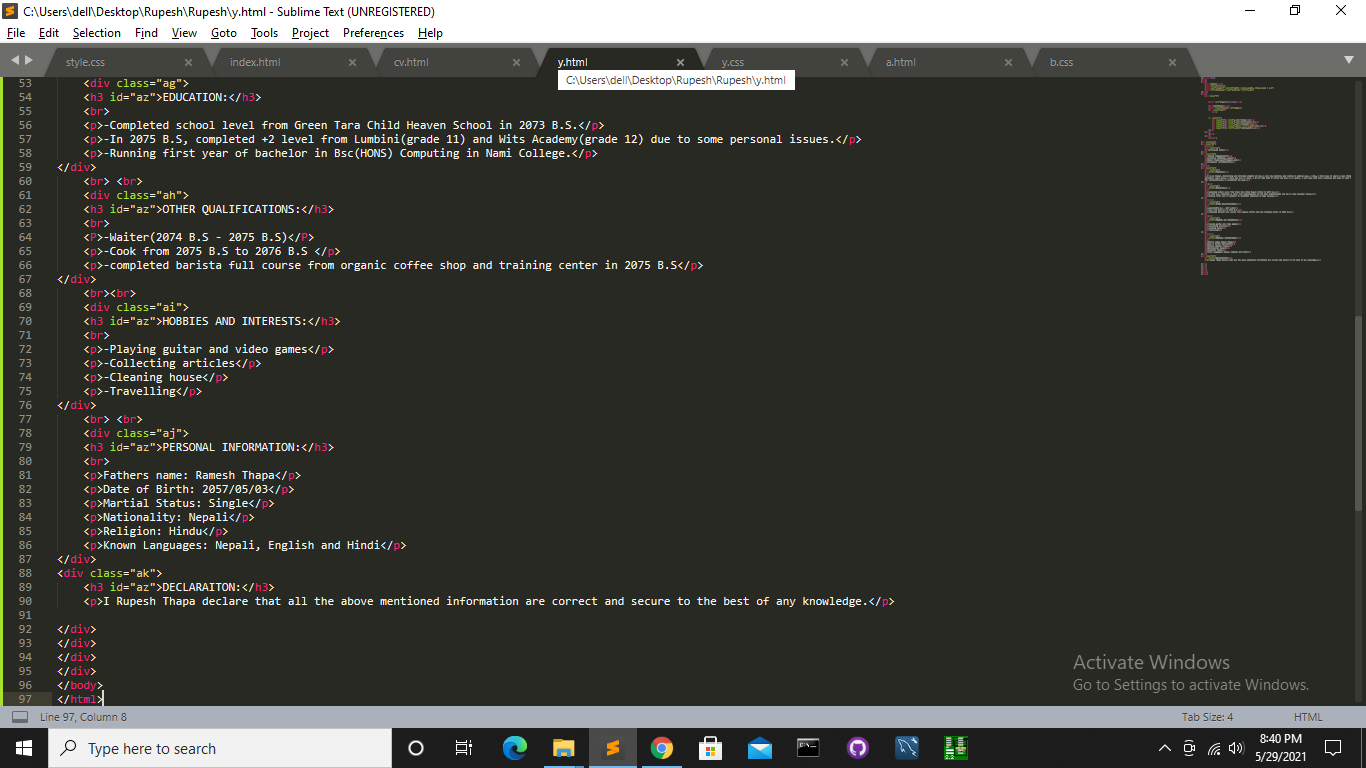 C:\Users\dell\Desktop\Rupesh\Rupesh\y.html - Sublime Text (UNREGISTERED)
File Edit Selection Find View Goto Tools Project Preferences Help
style.css index.html cv.html y.html y.css a.html b.css
C:\Users\dell\Desktop\Rupesh\Rupesh\y.html
53 <div class="ag">
54 <h3 id="az">EDUCATION:</h3>
55 <br>
56 <p>-Completed school level from Green Tara Child Heaven School in 2073 B.S.</p>
57 <p>-In 2075 B.S, completed +2 level from Lumbini(grade 11) and Wits Academy(grade 12) due to some personal issues.</p>
58 <p>-Running first year of bachelor in Bsc(HONS) Computing in Nami College.</p>
59 </div>
60 <br> <br>
61 <div class="ah">
62 <h3 id="az">OTHER QUALIFICATIONS:</h3>
63 <br>
64 <P>-Waiter(2074 B.S - 2075 B.S)</P>
65 <p>-Cook from 2075 B.S to 2076 B.S </p>
66 <p>-completed barista full course from organic coffee shop and training center in 2075 B.S</p>
67 </div>
68 <br><br>
69 <div class="ai">
70 <h3 id="az">HOBBIES AND INTERESTS:</h3>
71 <br>
72 <p>-Playing guitar and video games</p>
73 <p>-Collecting articles</p>
74 <p>-Cleaning house</p>
75 <p>-Travelling</p>
76 </div>
77 <br> <br>
78 <div class="aj">
79 <h3 id="az">PERSONAL INFORMATION:</h3>
80 <br>
81 <p>Fathers name: Ramesh Thapa</p>
82 <p>Date of Birth: 2057/05/03</p>
83 <p>Martial Status: Single</p>
84 <p>Nationality: Nepali</p>
85 <p>Religion: Hindu</p>
86 <p>Known Languages: Nepali, English and Hindi</p>
87 </div>
88 <div class="ak">
89 <h3 id="az">DECLARAITON:</h3>
90 <p>I Rupesh Thapa declare that all the above mentioned information are correct and secure to the best of any knowledge.</p>
91
92 </div>
93 </div>
94 </div>
95 </div>
96 </body>
97 </html>
Activate Windows
Go to Settings to activate Windows.
Line 97, Column 8 Tab Size: 4 HTML
Type here to search
8:40 PM
5/29/2021